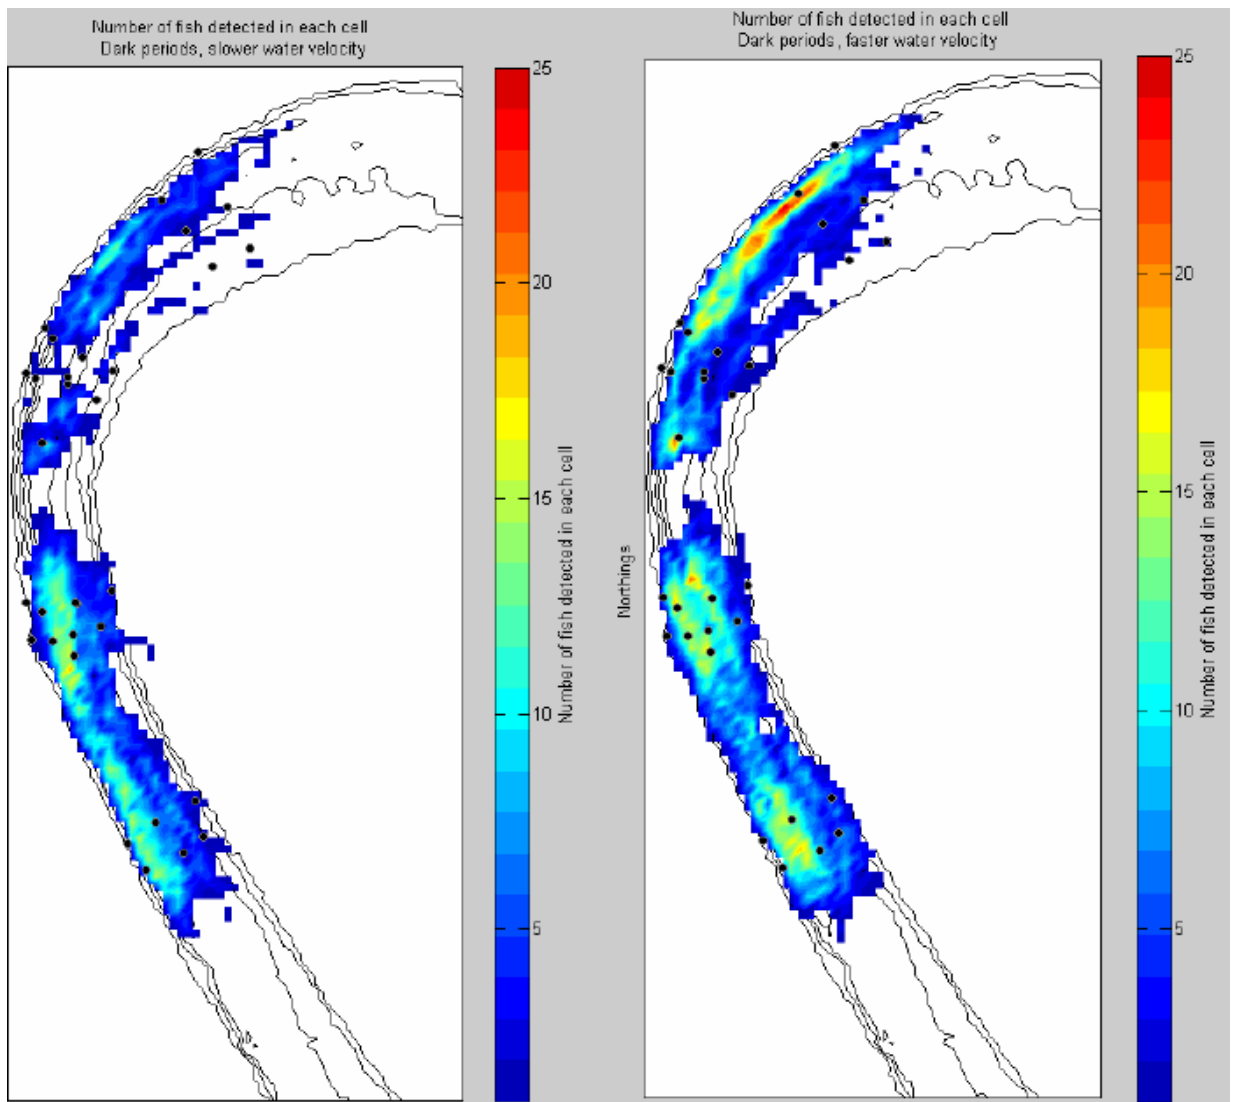 Number of fish detected in each cell
Dark periods, slower water velocity
25
20
15
10
5
Number of fish detected in each cell
Number of fish detected in each cell
Dark periods, faster water velocity
Northings
25
20
15
10
5
Number of fish detected in each cell